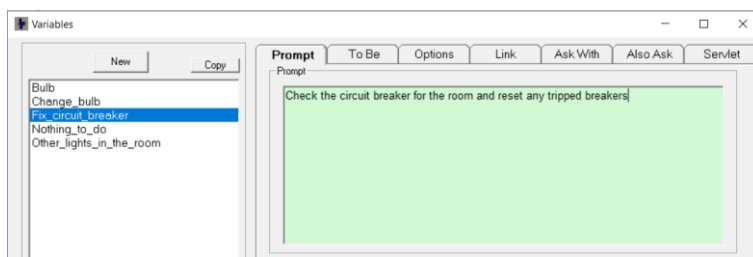 Variables
New
Copy
Bulb
Change_bulb
Fix_circuit_breaker
Nothing_to_do
Other_lights_in_the_room
Prompt To Be Options Link Ask With Also Ask Servlet
Prompt
Check the circuit breaker for the room and reset any tripped breakers